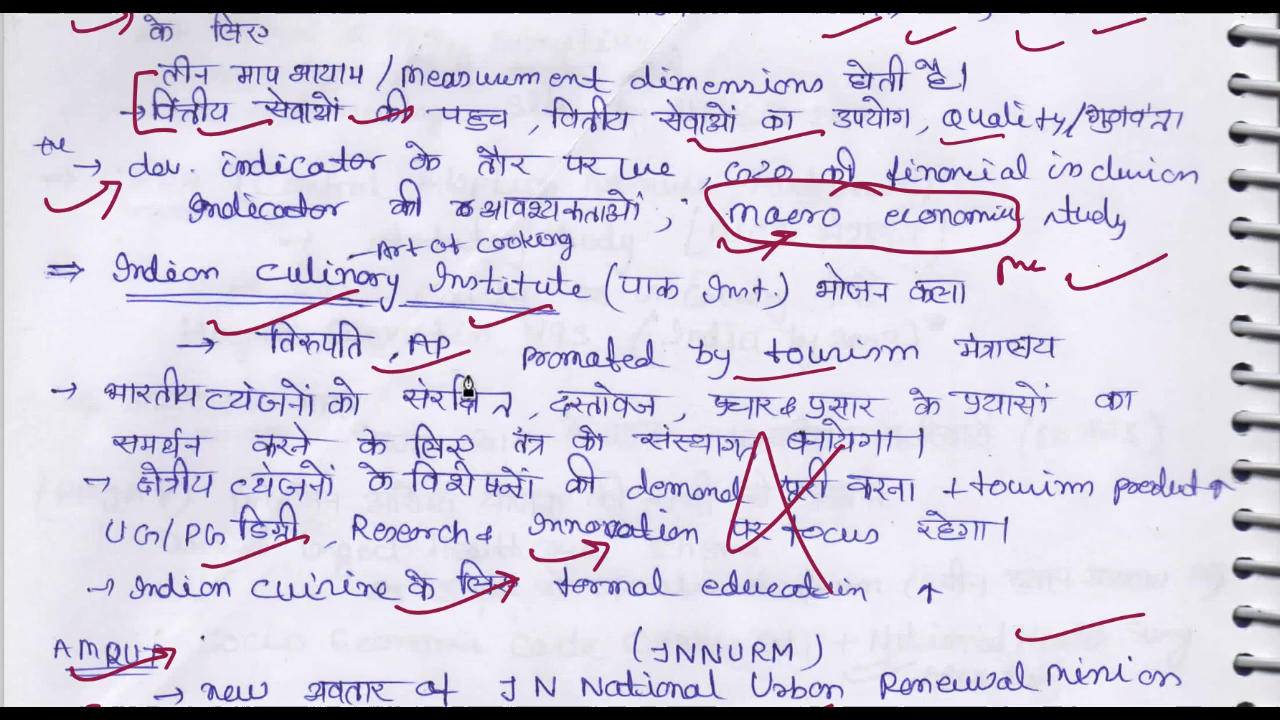 के लिए
तीन माप आयाम / measurment dimensions होती है।
→ वित्तीय सेवाओं की पहुच , वित्तीय सेवाओं का उपयोग , quality/गुणवत्ता
→ dev. indicator के तौर पर use , G20 की financial inclusion
Indicator की आवश्यकताओं , macro economic study
Art of cooking
⇒ Indian culinary Institute (पाक Inst.) भोजन कला
→ तिरुपति , AP promoted by tourism मंत्रालय
→ भारतीय व्यंजनों को संरक्षित , दस्तावेज , प्रचार & प्रसार के प्रयासों का
समर्थन करने के लिए तंत्र को संस्थागत बनायेगा।
→ क्षेत्रीय व्यंजनों के विशेषज्ञों की demand पूरी करना + tourism product ↑
UG/PG डिग्री , Research & Innovation पर focus रहेगा।
→ Indian cuisine के लिए formal education ↑
AMRUT (JNNURM)
→ new अवतार of JN National Urban Renewal mission